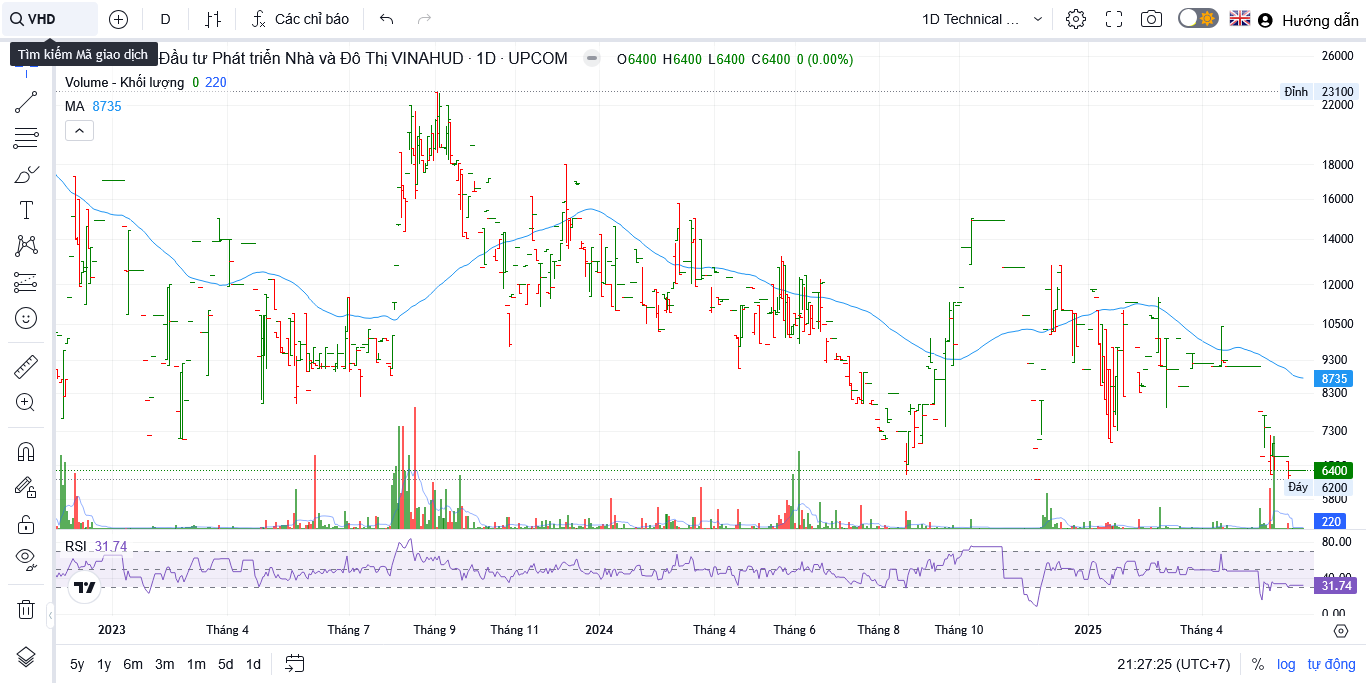 VHD
D
Các chỉ báo
1D Technical ...
Hướng dẫn
Tìm kiếm Mã giao dịch
Đầu tư Phát triển Nhà và Đô Thị VINAHUD · 1D · UPCOM
O6400 H6400 L6400 C6400 0 (0.00%)
Volume - Khối lượng 0 220
MA 8735
26000
Đỉnh 23100
22000
18000
16000
14000
12000
10500
9300
8735
8300
7300
6400
Đáy 6200
5800
220
RSI 31.74
80.00
31.74
0.00
2023
Tháng 4
Tháng 7
Tháng 9
Tháng 11
2024
Tháng 4
Tháng 6
Tháng 8
Tháng 10
2025
Tháng 4
5y 1y 6m 3m 1m 5d 1d
21:27:25 (UTC+7)
% log tự động